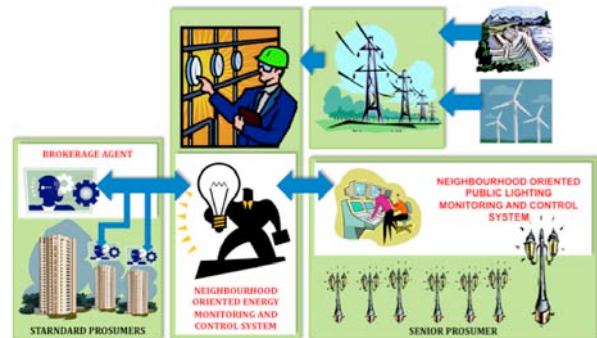 BROKERAGE AGENT
STARNDARD PROSUMERS
NEIGHBOURHOOD
ORIENTED ENERGY
MONITORING AND
CONTROL SYSTEM
NEIGHBOURHOOD ORIENTED
PUBLIC LIGHTING
MONITORING AND CONTROL
SYSTEM
SENIOR PROSUMER